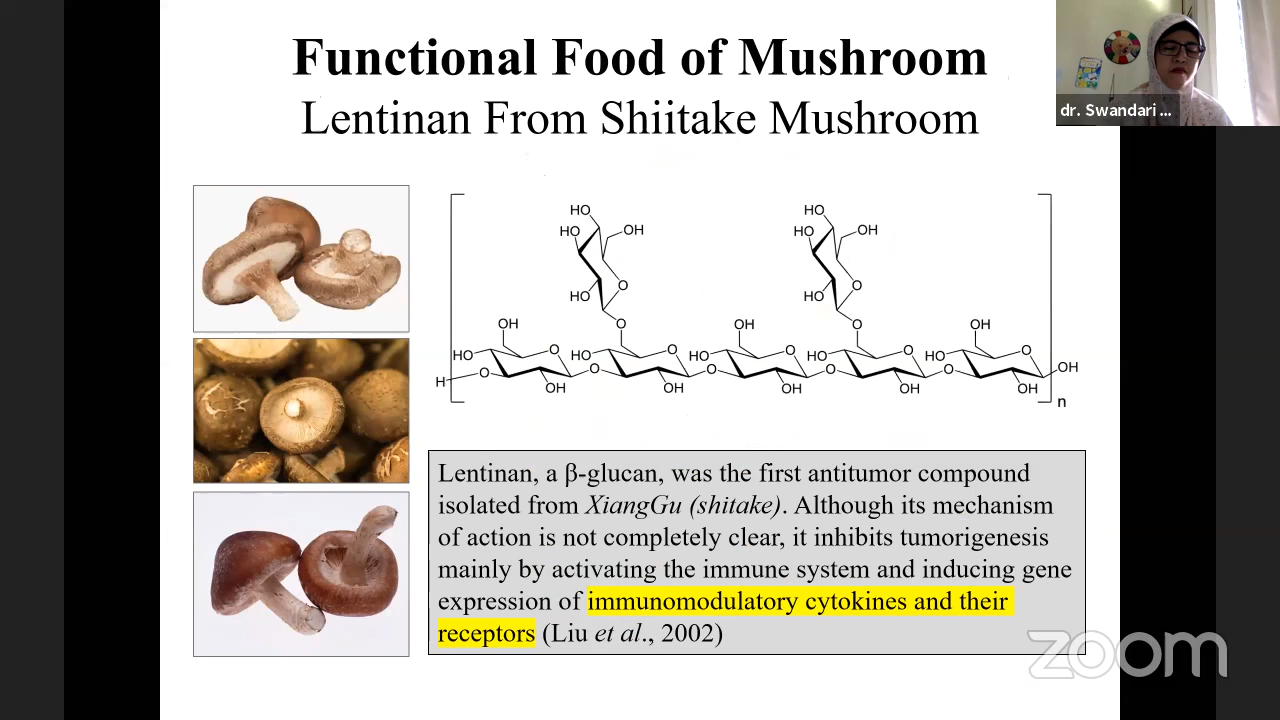 Functional Food of Mushroom
Lentinan From Shiitake Mushroom
dr. Swandari ...
HO
HO
OH
HO
O
O
HO
HO
OH
HO
O
O
OH
OH
OH
HO
O
HO
O
HO
O
HO
O
HO
O
OH
H
O
OH
O
OH
O
OH
O
OH
O
OH
n
Lentinan, a β-glucan, was the first antitumor compound
isolated from XiangGu (shitake). Although its mechanism
of action is not completely clear, it inhibits tumorigenesis
mainly by activating the immune system and inducing gene
expression of immunomodulatory cytokines and their
receptors (Liu et al., 2002)
zoom